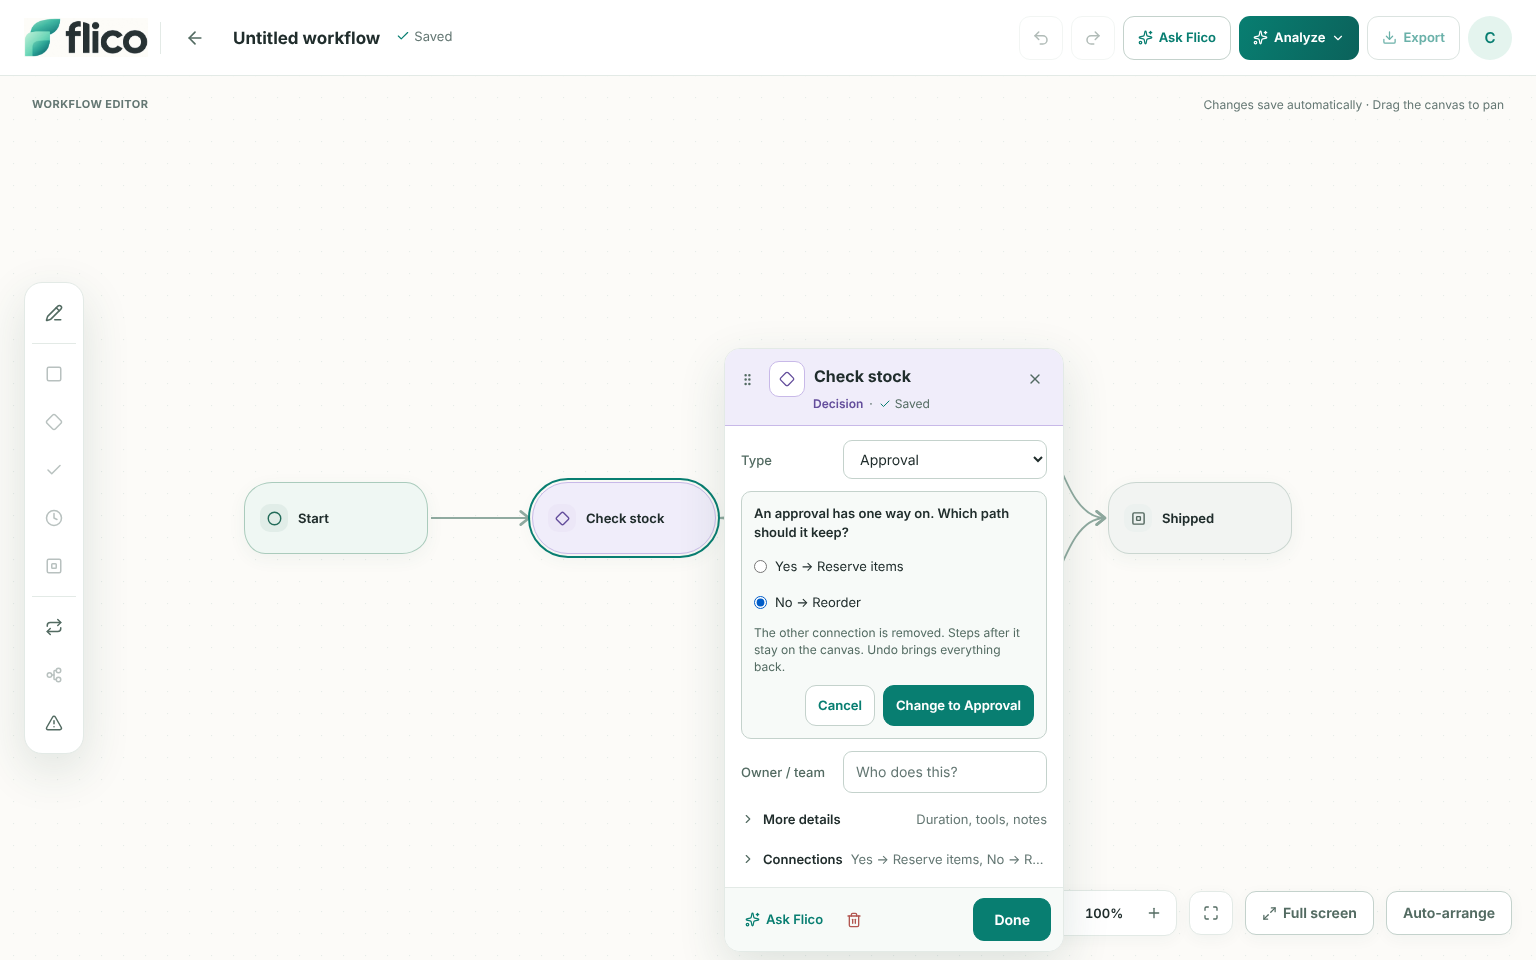 flico
Untitled workflow
Saved
Ask Flico
Analyze
Export
C
WORKFLOW EDITOR
Changes save automatically · Drag the canvas to pan
Start
Check stock
Shipped
Check stock
Decision · Saved
Type
Approval
An approval has one way on. Which path
should it keep?
Yes → Reserve items
No → Reorder
The other connection is removed. Steps after it
stay on the canvas. Undo brings everything
back.
Cancel
Change to Approval
Owner / team
Who does this?
More details
Duration, tools, notes
Connections
Yes → Reserve items, No → R...
Ask Flico
Done
100%
Full screen
Auto-arrange